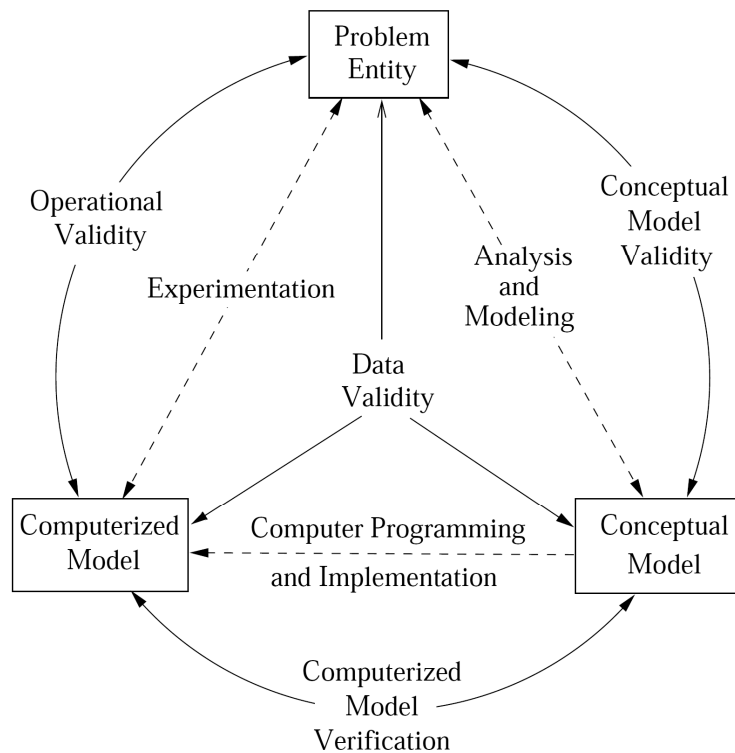 Problem
Entity
Operational
Validity
Conceptual
Model
Validity
Experimentation
Analysis
and
Modeling
Data
Validity
Computerized
Model
Computer Programming
and Implementation
Conceptual
Model
Computerized
Model
Verification